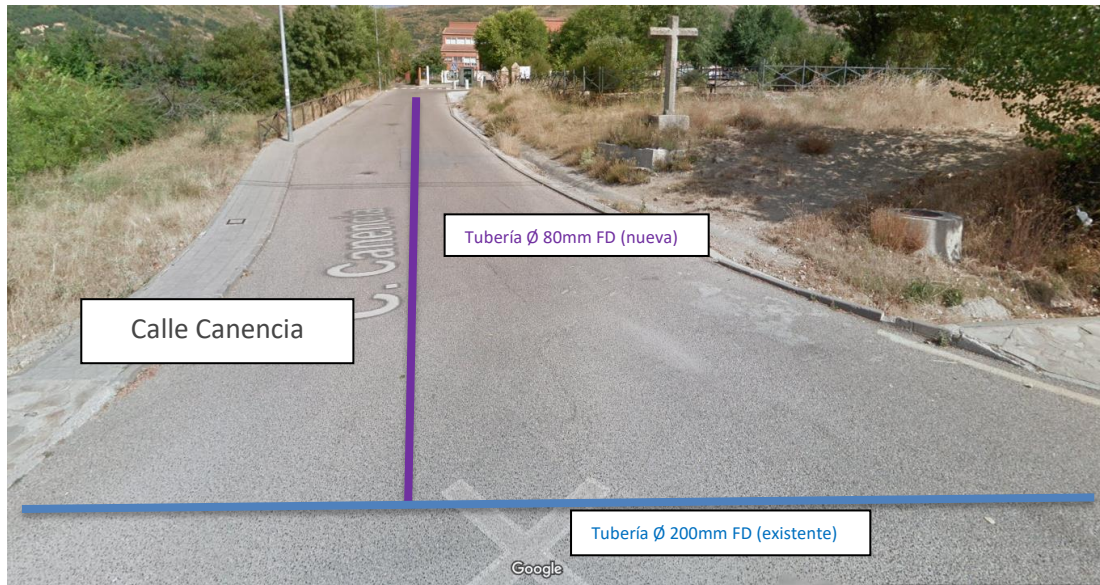 C. Canencia
Tubería Ø 80mm FD (nueva)
Calle Canencia
Tubería Ø 200mm FD (existente)
Google